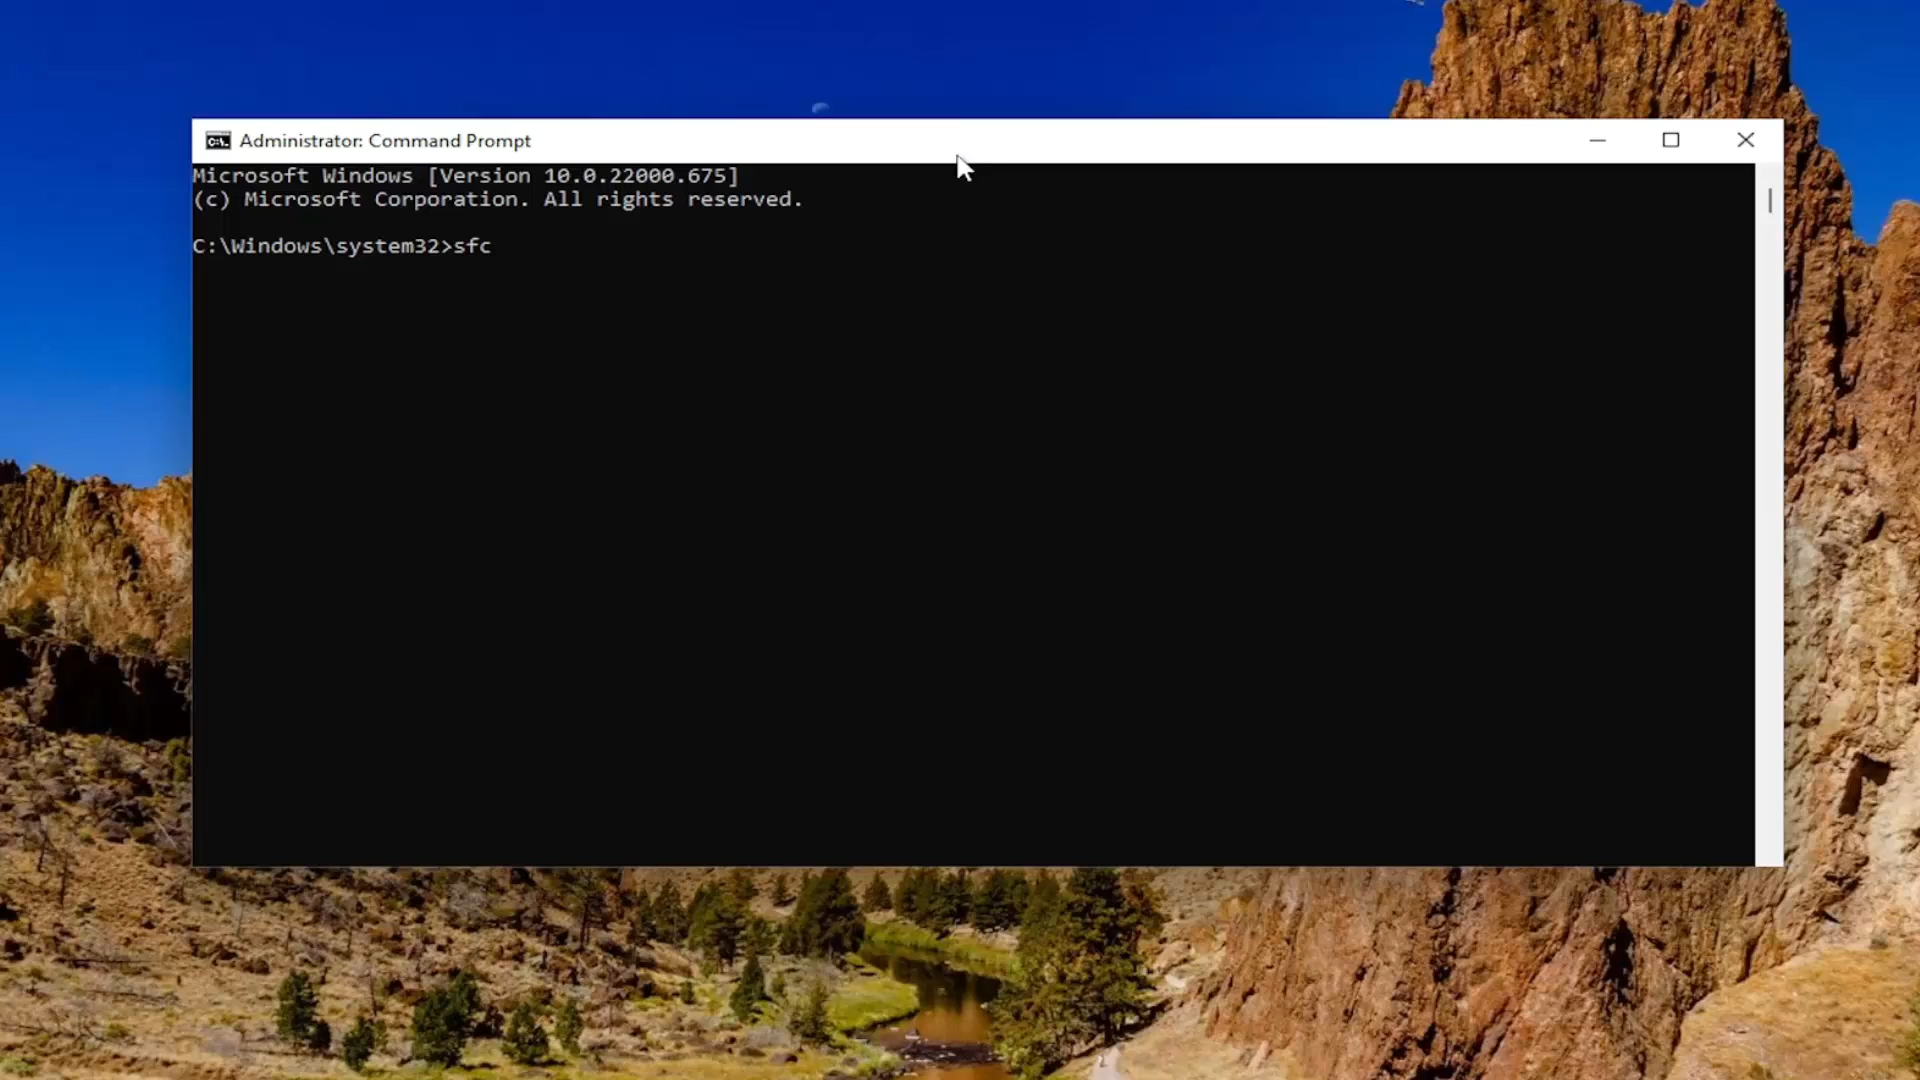 Administrator: Command Prompt
Microsoft Windows [Version 10.0.22000.675]
(c) Microsoft Corporation. All rights reserved.
C:\Windows\system32>sfc